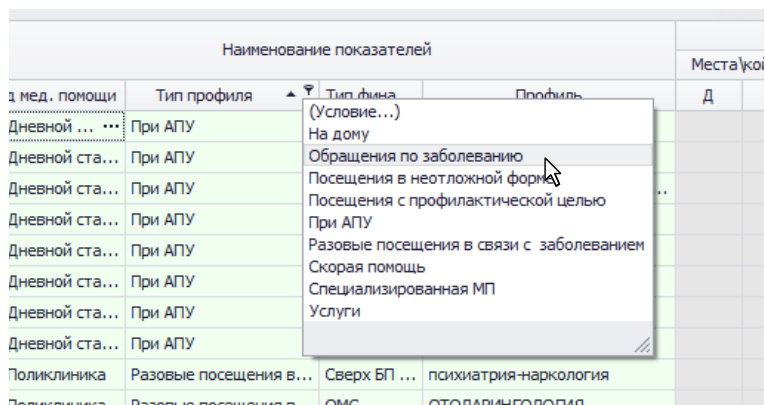 Наименование показателей
Места\кой
д мед. помощи Тип профиля Тип фина Профиль Д
Дневной ... ••• При АПУ
(Условие...)
На дому
Дневной ста... При АПУ
Обращения по заболеванию
Дневной ста... При АПУ
Посещения в неотложной форме
Дневной ста... При АПУ
Посещения с профилактической целью
При АПУ
Дневной ста... При АПУ
Разовые посещения в связи с заболеванием
Дневной ста... При АПУ
Скорая помощь
Специализированная МП
Дневной ста... При АПУ
Услуги
Дневной ста... При АПУ
Поликлиника Разовые посещения в... Сверх БП ... психиатрия-наркология
Поликлиника Разовые посещения в ОМС ОТОЛАРИНГОЛОГИЯ